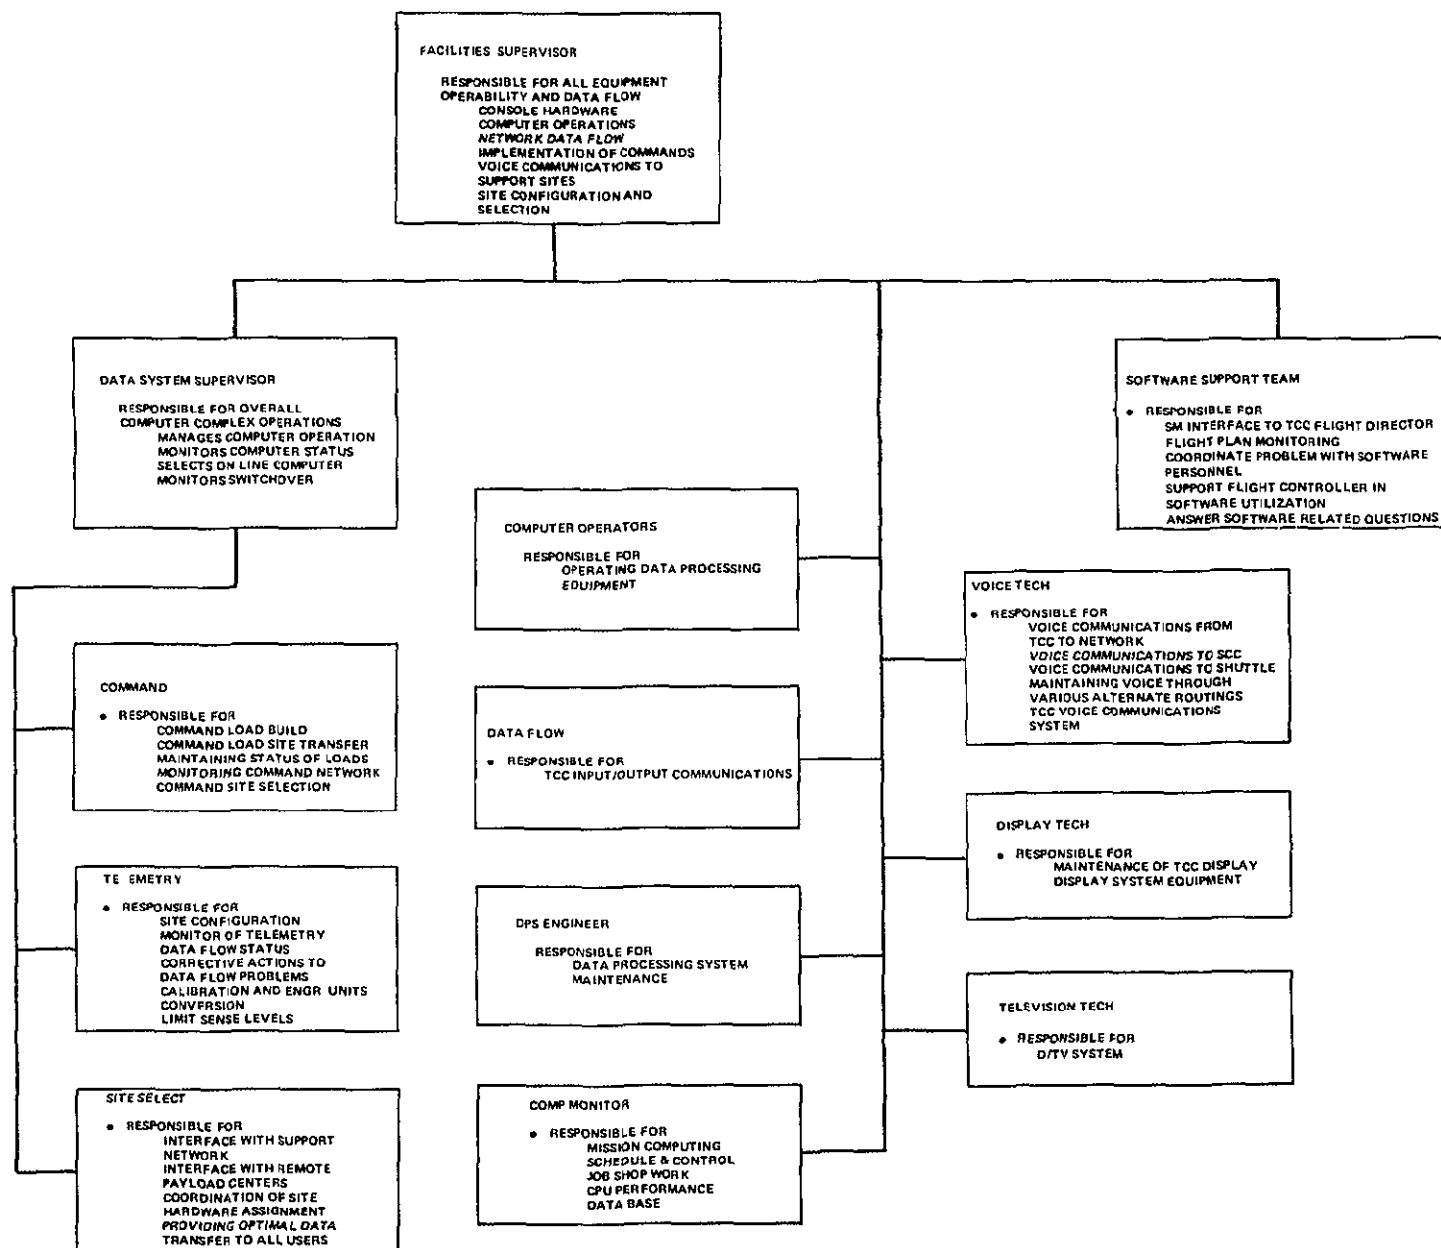 FACILITIES SUPERVISOR
RESPONSIBLE FOR ALL EQUIPMENT
OPERABILITY AND DATA FLOW
CONSOLE HARDWARE
COMPUTER OPERATIONS
NETWORK DATA FLOW
IMPLEMENTATION OF COMMANDS
VOICE COMMUNICATIONS TO
SUPPORT SITES
SITE CONFIGURATION AND
SELECTION
DATA SYSTEM SUPERVISOR
RESPONSIBLE FOR OVERALL
COMPUTER COMPLEX OPERATIONS
MANAGES COMPUTER OPERATION
MONITORS COMPUTER STATUS
SELECTS ON LINE COMPUTER
MONITORS SWITCHOVER
SOFTWARE SUPPORT TEAM
• RESPONSIBLE FOR
SM INTERFACE TO TCC FLIGHT DIRECTOR
FLIGHT PLAN MONITORING
COORDINATE PROBLEM WITH SOFTWARE
PERSONNEL
SUPPORT FLIGHT CONTROLLER IN
SOFTWARE UTILIZATION
ANSWER SOFTWARE RELATED QUESTIONS
COMMAND
• RESPONSIBLE FOR
COMMAND LOAD BUILD
COMMAND LOAD SITE TRANSFER
MAINTAINING STATUS OF LOADS
MONITORING COMMAND NETWORK
COMMAND SITE SELECTION
TE EMETRY
• RESPONSIBLE FOR
SITE CONFIGURATION
MONITOR OF TELEMETRY
DATA FLOW STATUS
CORRECTIVE ACTIONS TO
DATA FLOW PROBLEMS
CALIBRATION AND ENGR UNITS
CONVERSION
LIMIT SENSE LEVELS
SITE SELECT
• RESPONSIBLE FOR
INTERFACE WITH SUPPORT
NETWORK
INTERFACE WITH REMOTE
PAYLOAD CENTERS
COORDINATION OF SITE
HARDWARE ASSIGNMENT
PROVIDING OPTIMAL DATA
TRANSFER TO ALL USERS
COMPUTER OPERATORS
RESPONSIBLE FOR
OPERATING DATA PROCESSING
EQUIPMENT
DATA FLOW
• RESPONSIBLE FOR
TCC INPUT/OUTPUT COMMUNICATIONS
DPS ENGINEER
RESPONSIBLE FOR
DATA PROCESSING SYSTEM
MAINTENANCE
COMP MONITOR
• RESPONSIBLE FOR
MISSION COMPUTING
SCHEDULE & CONTROL
JOB SHOP WORK
CPU PERFORMANCE
DATA BASE
VOICE TECH
• RESPONSIBLE FOR
VOICE COMMUNICATIONS FROM
TCC TO NETWORK
VOICE COMMUNICATIONS TO SCC
VOICE COMMUNICATIONS TO SHUTTLE
MAINTAINING VOICE THROUGH
VARIOUS ALTERNATE ROUTINGS
TCC VOICE COMMUNICATIONS
SYSTEM
DISPLAY TECH
• RESPONSIBLE FOR
MAINTENANCE OF TCC DISPLAY
DISPLAY SYSTEM EQUIPMENT
TELEVISION TECH
• RESPONSIBLE FOR
D/TV SYSTEM